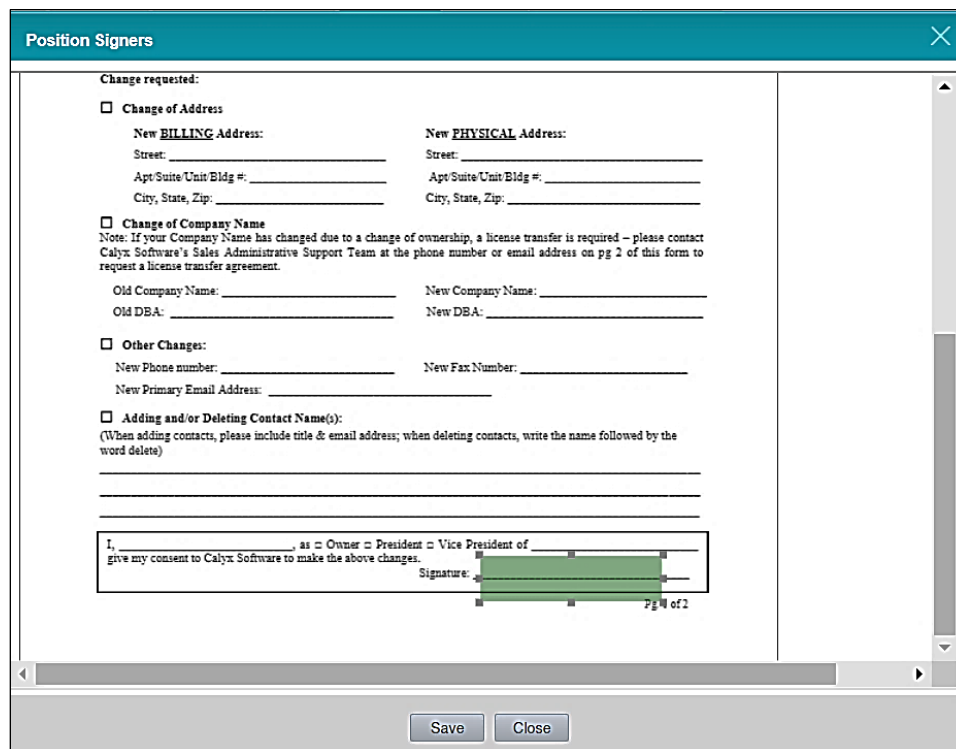 Position Signers
Change requested:
Change of Address
New BILLING Address: New PHYSICAL Address:
Street: Street:
Apt/Suite/Unit/Bldg #: Apt/Suite/Unit/Bldg #:
City, State, Zip: City, State, Zip:
Change of Company Name
Note: If your Company Name has changed due to a change of ownership, a license transfer is required – please contact
Calyx Software's Sales Administrative Support Team at the phone number or email address on pg 2 of this form to
request a license transfer agreement.
Old Company Name: New Company Name:
Old DBA: New DBA:
Other Changes:
New Phone number: New Fax Number:
New Primary Email Address:
Adding and/or Deleting Contact Name(s):
(When adding contacts, please include title & email address; when deleting contacts, write the name followed by the
word delete)
I, , as □ Owner □ President □ Vice President of
give my consent to Calyx Software to make the above changes.
Signature:
Pg of 2
Save Close